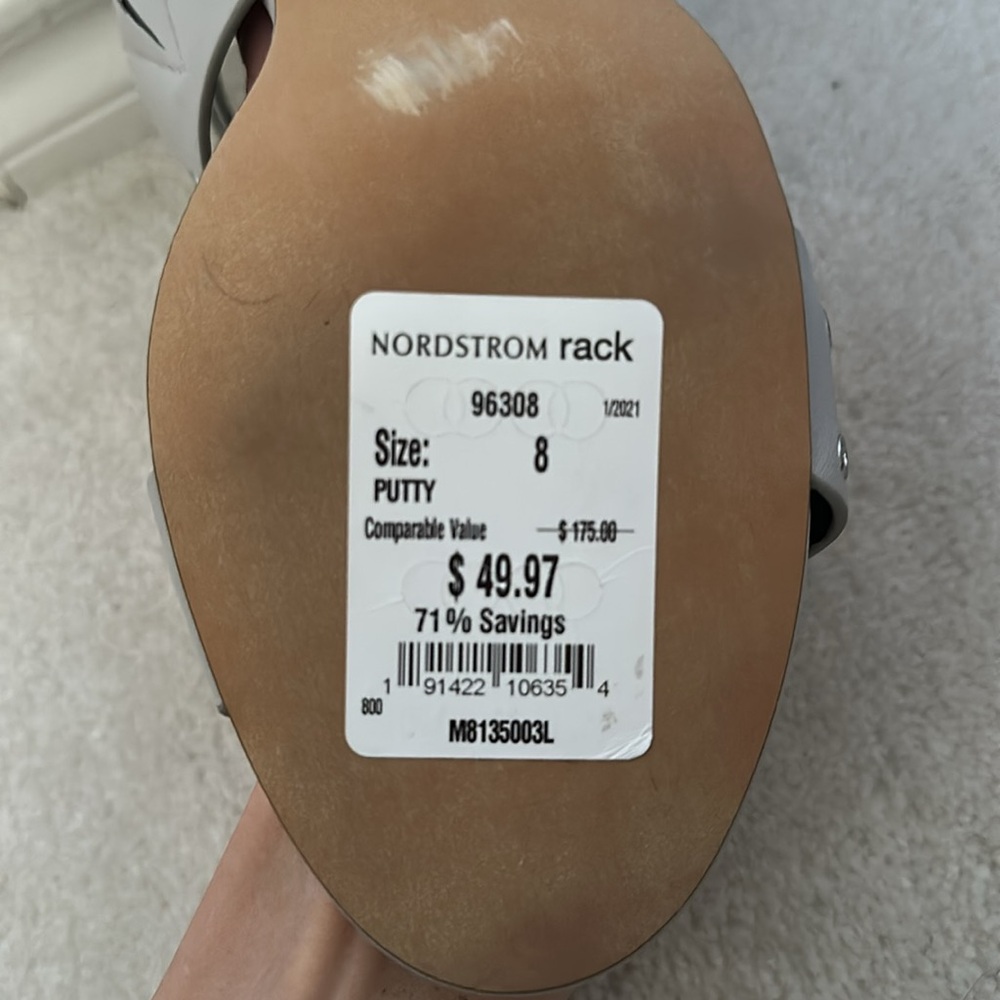 NORDSTROM rack
96308 1/2021
Size: 8
PUTTY
Comparable Value $ 175.00
$ 49.97
71% Savings
1 91422 10635 4
800
M8135003L